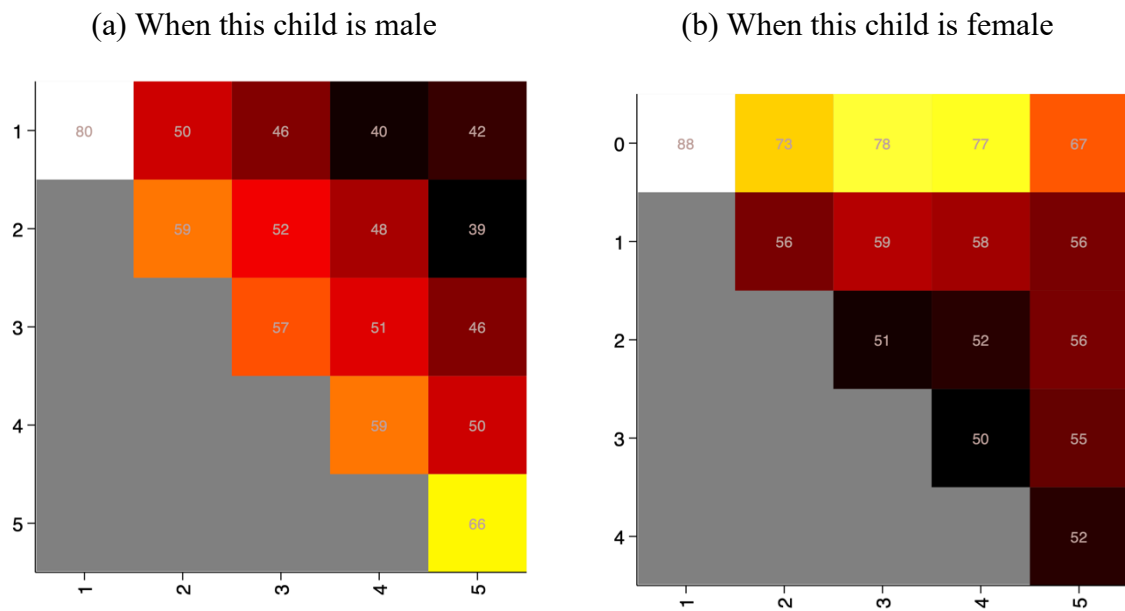 (a) When this child is male
1 80 50 46 40 42
2 59 52 48 39
3 57 51 46
4 59 50
5 66
1 2 3 4 5
(b) When this child is female
0 88 73 78 77 67
1 56 59 58 56
2 51 52 56
3 50 55
4 52
1 2 3 4 5